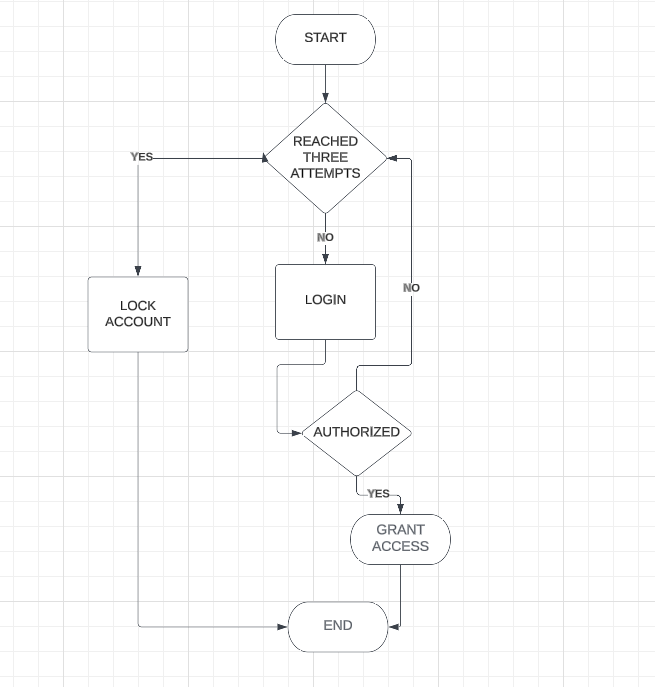 START
REACHED
THREE
ATTEMPTS
YES
NO
LOCK
ACCOUNT
LOGIN
NO
AUTHORIZED
YES
GRANT
ACCESS
END